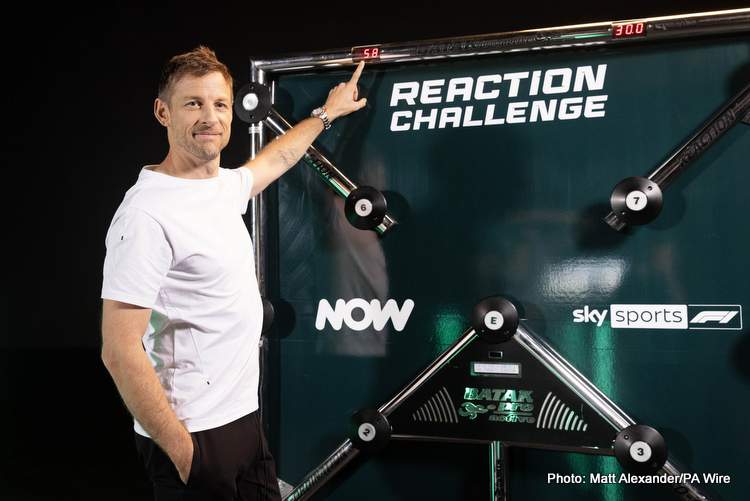 58
30.0
REACTION
CHALLENGE
6
7
NOW
sky sports F1
E
BATAK
PRO
2
3
Photo: Matt Alexander/PA Wire